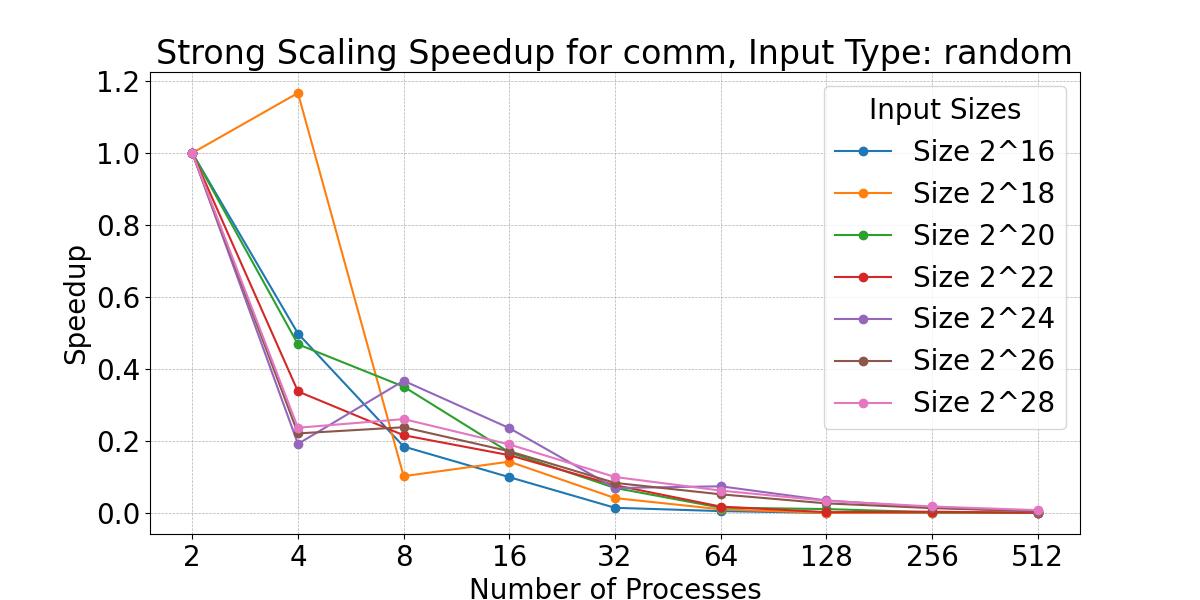 Strong Scaling Speedup for comm, Input Type: random
1.2
1.0
0.8
0.6
0.4
0.2
0.0
Speedup
Input Sizes
Size 2^16
Size 2^18
Size 2^20
Size 2^22
Size 2^24
Size 2^26
Size 2^28
2 4 8 16 32 64 128 256 512
Number of Processes